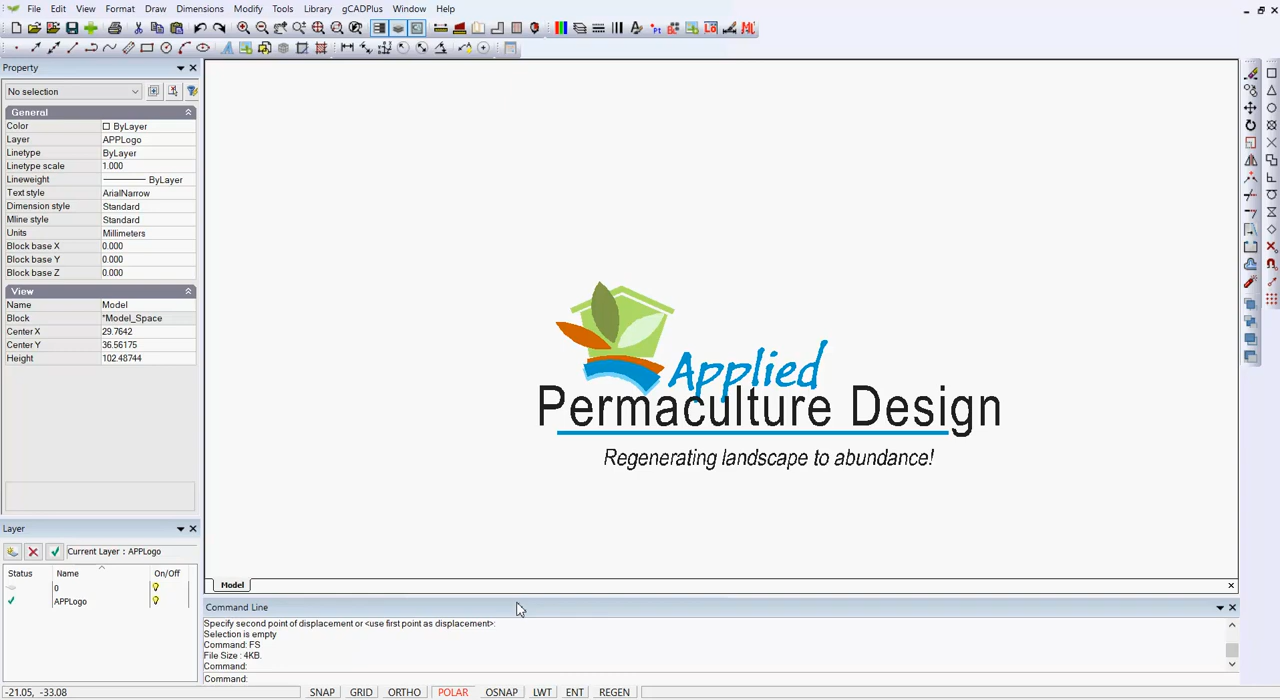 File Edit View Format Draw Dimensions Modify Tools Library gCADPlus Window Help
Property
No selection
General
Color ByLayer
Layer APPLogo
Linetype ByLayer
Linetype scale 1.000
Lineweight ByLayer
Text style ArialNarrow
Dimension style Standard
Mline style Standard
Units Millimeters
Block base X 0.000
Block base Y 0.000
Block base Z 0.000
View
Name Model
Block *Model_Space
Center X 29.7642
Center Y 36.56175
Height 102.48744
Applied
Permaculture Design
Regenerating landscape to abundance!
Layer
Current Layer : APPLogo
Status Name On/Off
0
APPLogo
Model
Command Line
Specify second point of displacement or <use first point as displacement>:
Selection is empty
Command: FS
File Size : 4KB.
Command:
Command:
-21.05, -33.08 SNAP GRID ORTHO POLAR OSNAP LWT ENT REGEN